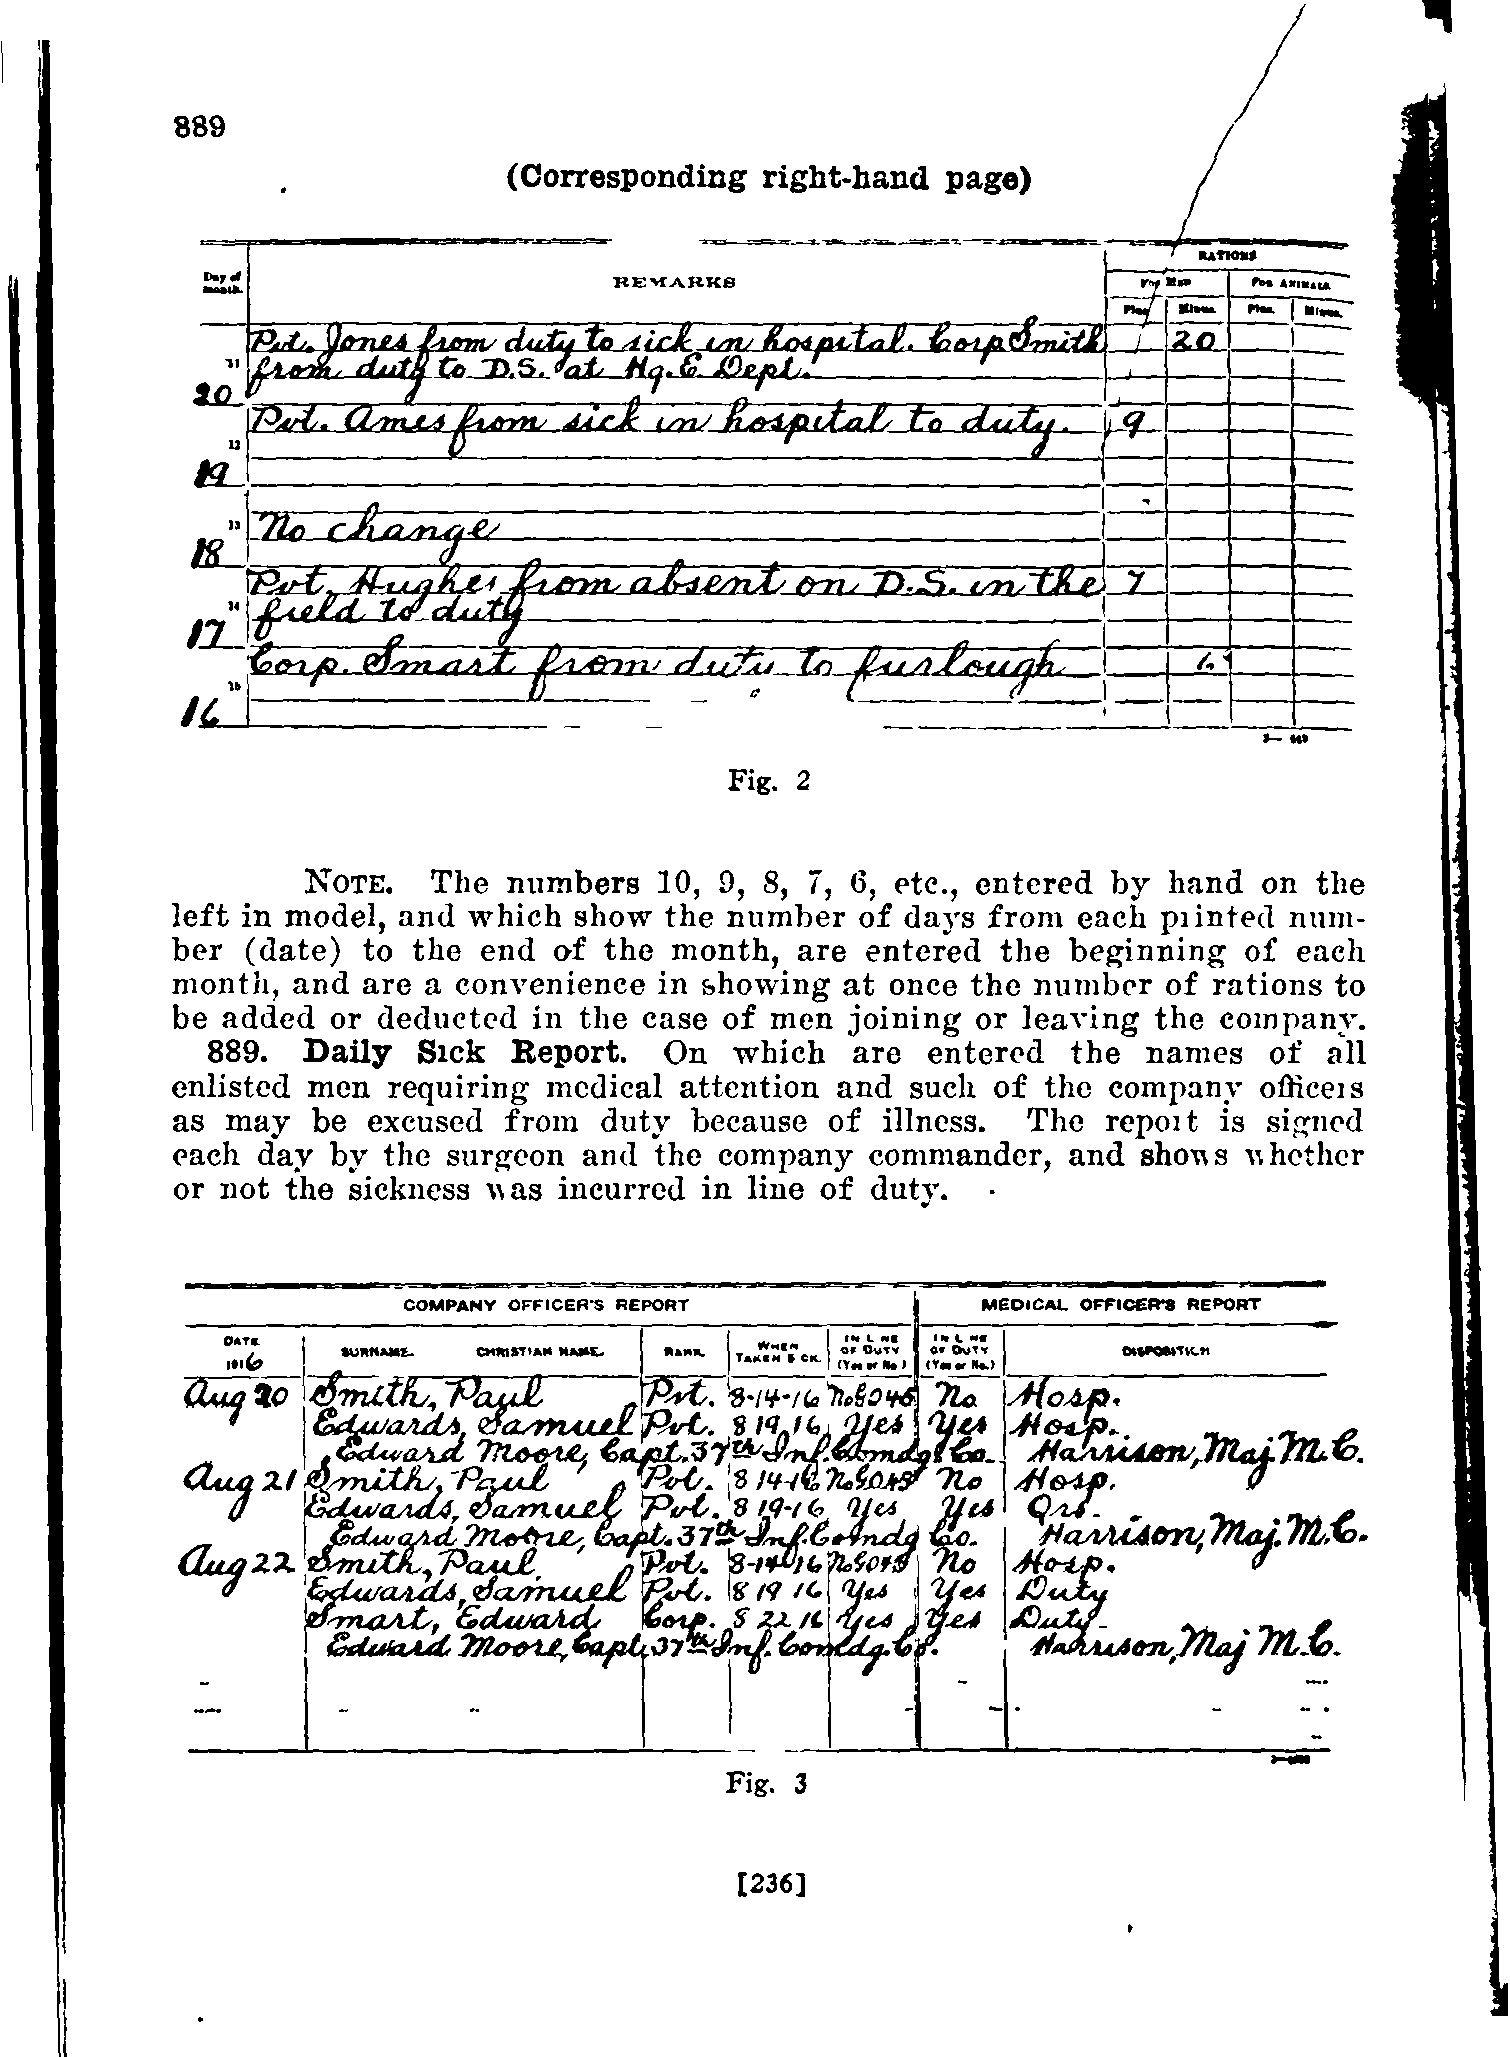 889
(Corresponding right-hand page)
RATIONS
Day of month. REMARKS For Men For Animals
Plus Minus. Plus. Minus.
Pvt. Jones from duty to sick in hospital. Corp Smith 20
11 from duty to D.S. at Hq. E. Dept.
20
Pvt. Ames from sick in hospital to duty. 9
12
19
13 No change
18
Pvt. Hughes from absent on D.S. in the 7
14 field to duty
17
Corp. Smart from duty to furlough
15
16
Fig. 2
NOTE. The numbers 10, 9, 8, 7, 6, etc., entered by hand on the
left in model, and which show the number of days from each printed num-
ber (date) to the end of the month, are entered the beginning of each
month, and are a convenience in showing at once the number of rations to
be added or deducted in the case of men joining or leaving the company.
889. Daily Sick Report. On which are entered the names of all
enlisted men requiring medical attention and such of the company officers
as may be excused from duty because of illness. The report is signed
each day by the surgeon and the company commander, and shows whether
or not the sickness was incurred in line of duty.
COMPANY OFFICER'S REPORT MEDICAL OFFICER'S REPORT
DATE 1916 SURNAME. CHRISTIAN NAME. RANK. WHEN TAKEN SICK. IN LINE OF DUTY (Yes or No.) IN LINE OF DUTY (Yes or No.) DISPOSITION
Aug 20 Smith, Paul Pvt. 8-14-16 No No Hosp.
Edwards, Samuel Pvt. 8 19 16 Yes Yes Hosp.
Edward Moore, Capt. 37th Inf. Comdg. Co. Harrison, Maj. M.C.
Aug 21 Smith, Paul Pvt. 8 14-16 No No Hosp.
Edwards, Samuel Pvt. 8 19-16 Yes Yes Qrs.
Edward Moore, Capt. 37th Inf. Comdg Co. Harrison, Maj. M.C.
Aug 22 Smith, Paul. Pvt. 8-14-16 No No Hosp.
Edwards, Samuel Pvt. 8 19 16 Yes Yes Duty
Smart, Edward Corp. 8 22 16 Yes Yes Duty
Edward Moore, Capt 37th Inf. Comdg. Co. Harrison, Maj M.C.
Fig. 3
[236]